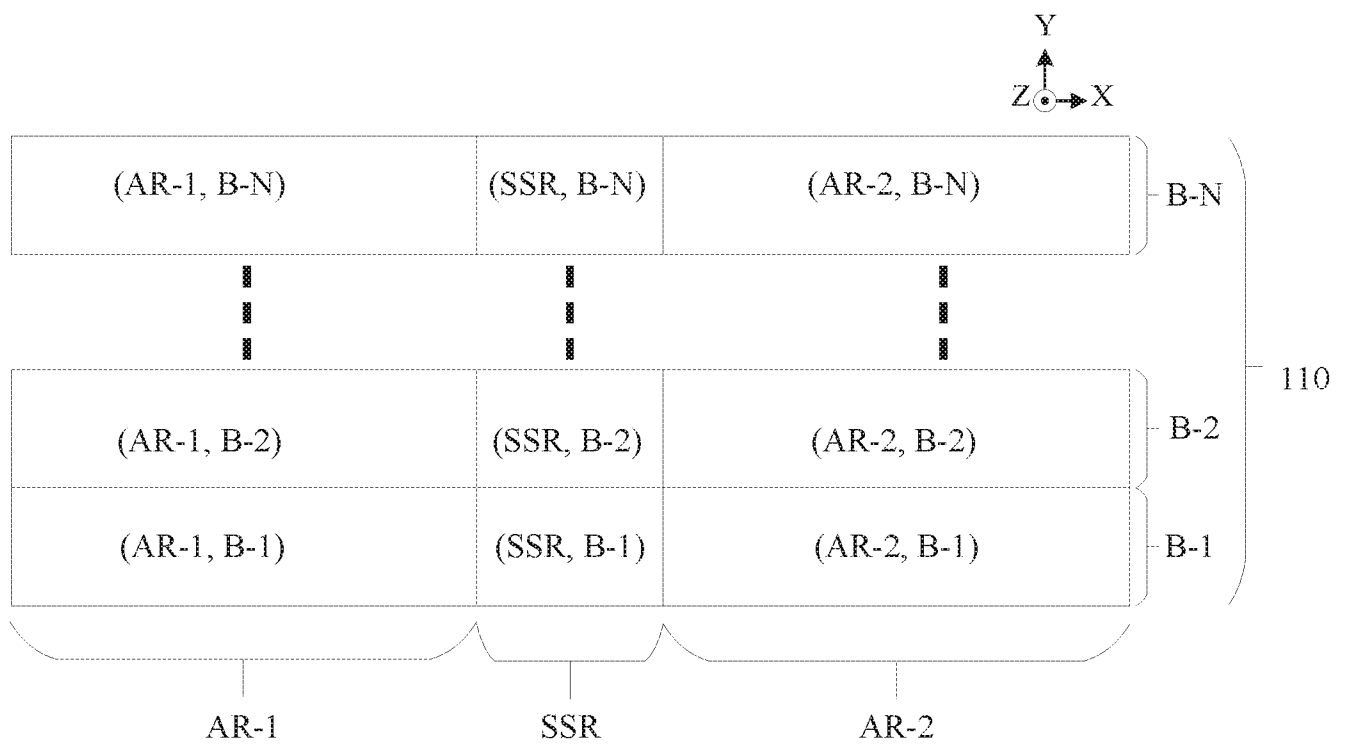 Y
Z X
(AR-1, B-N) (SSR, B-N) (AR-2, B-N) B-N
110
(AR-1, B-2) (SSR, B-2) (AR-2, B-2) B-2
(AR-1, B-1) (SSR, B-1) (AR-2, B-1) B-1
AR-1 SSR AR-2